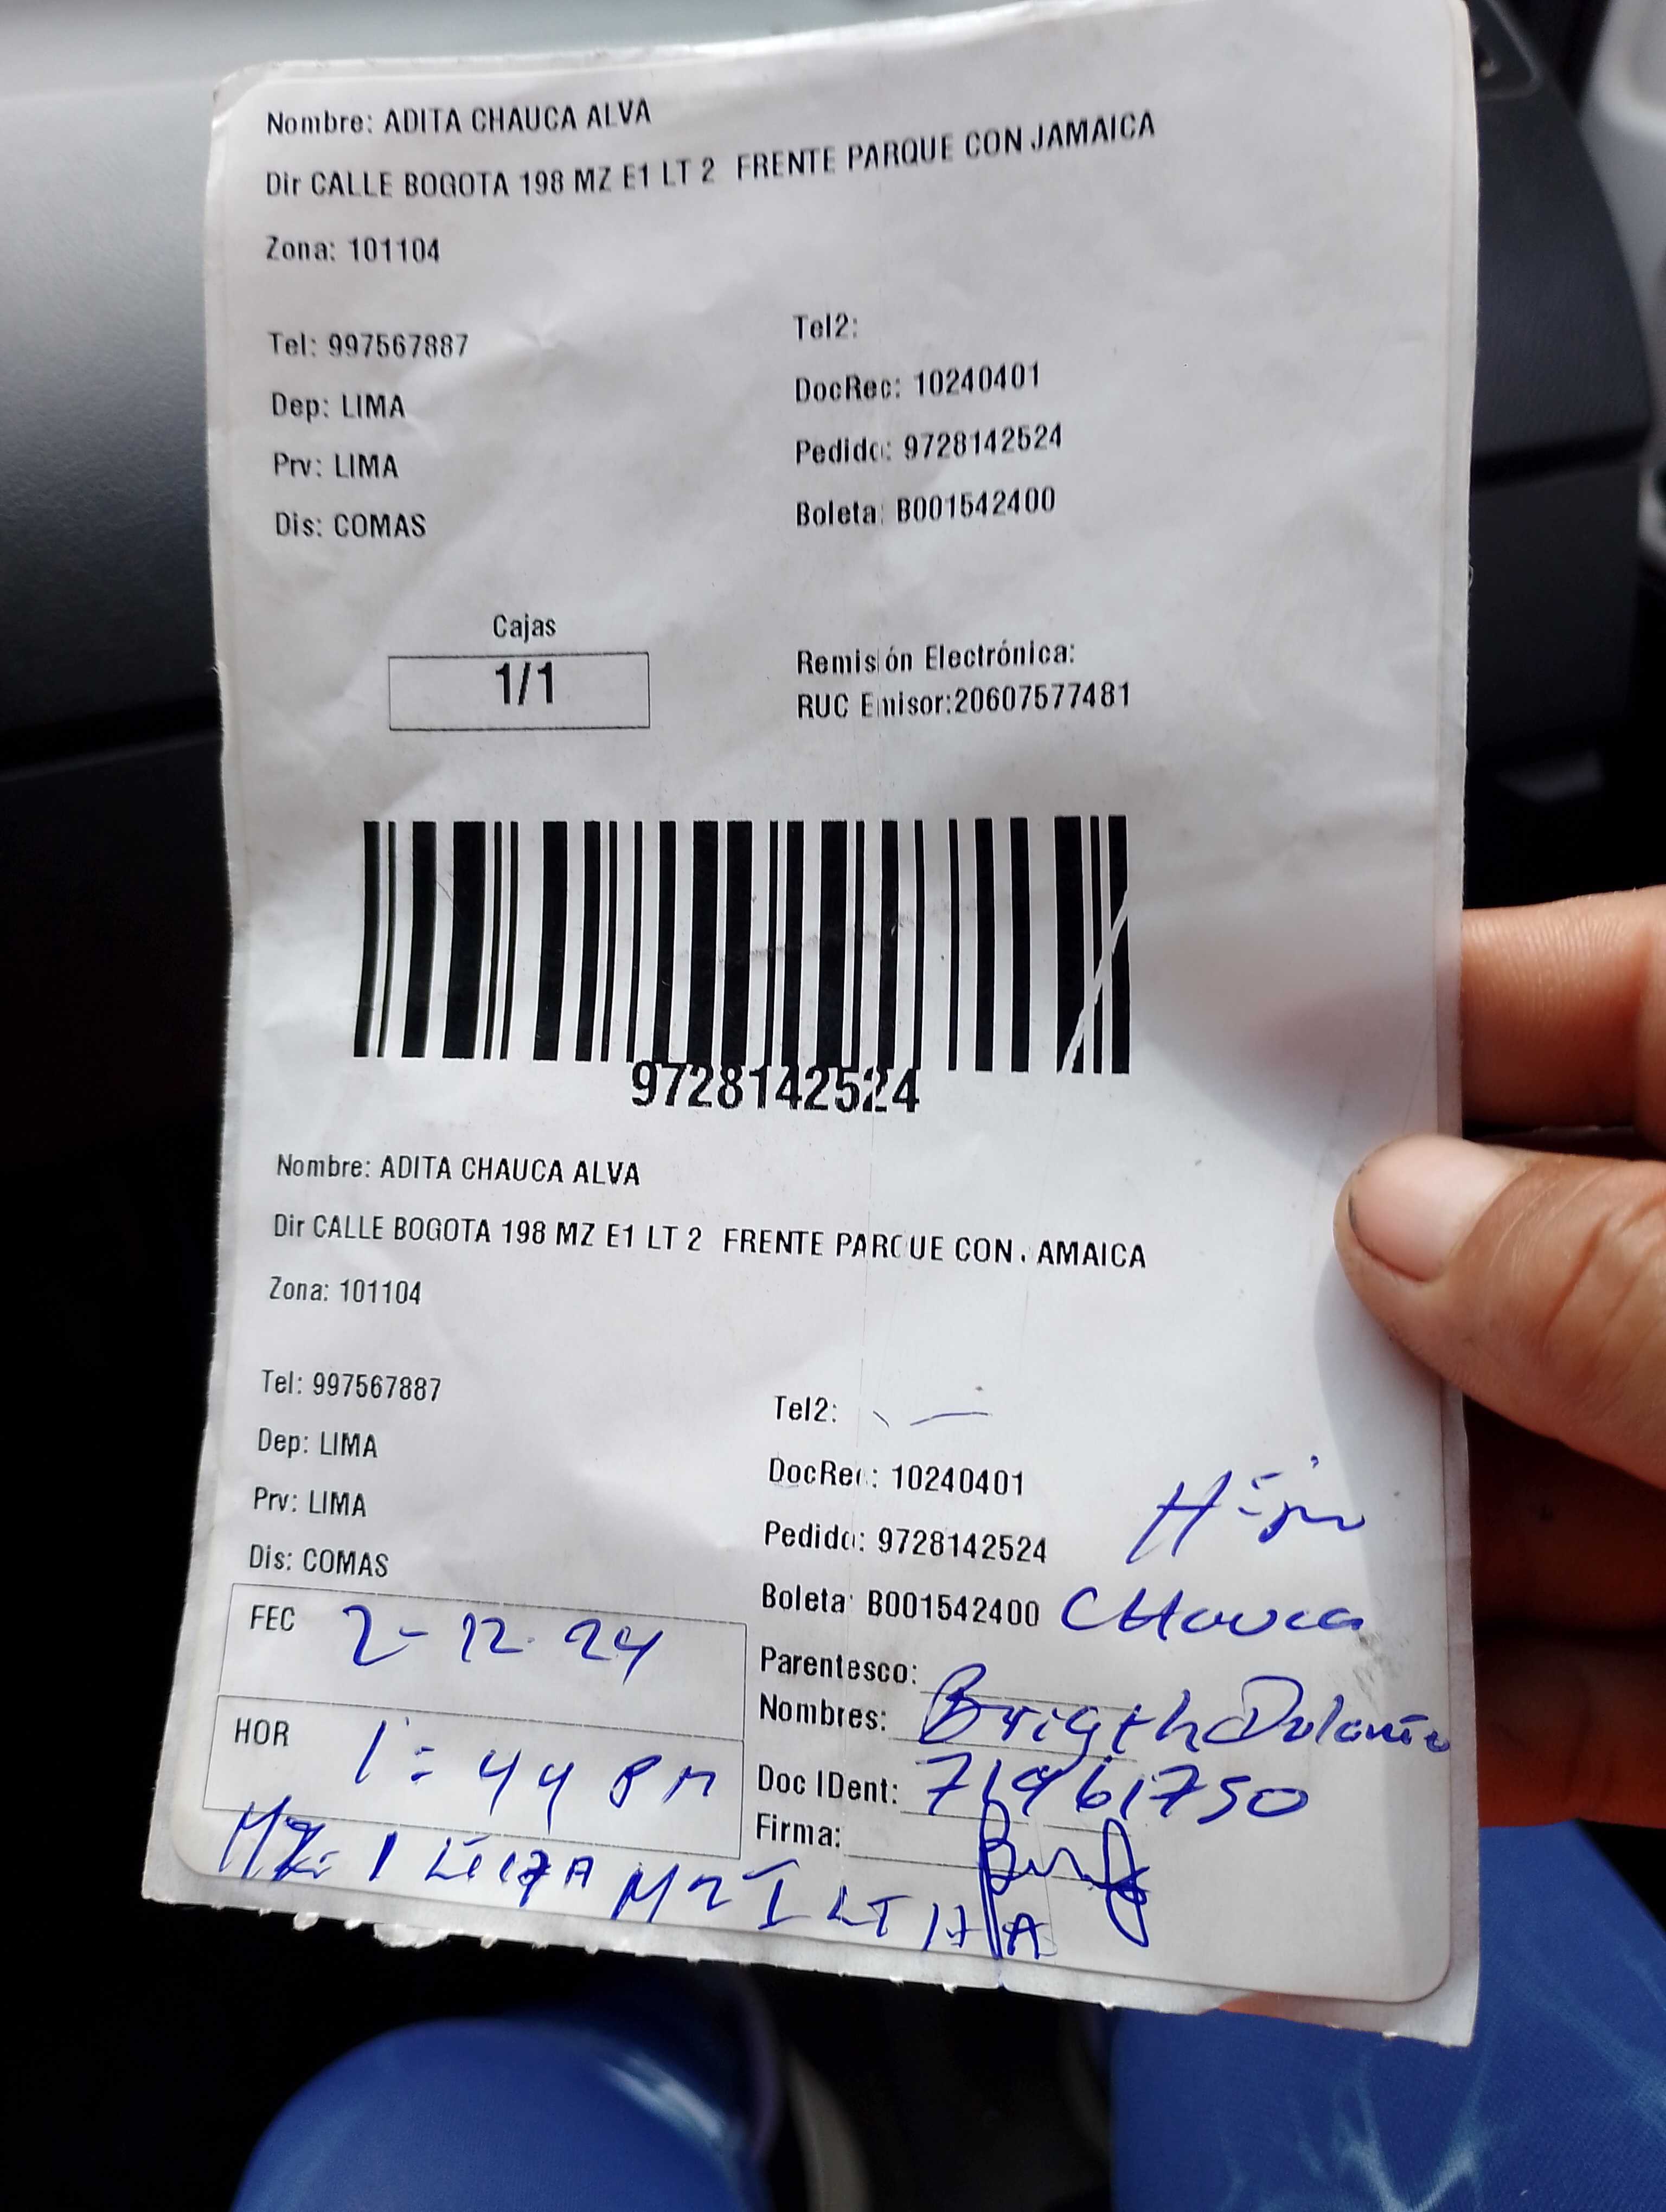 Nombre: ADITA CHAUCA ALVA
Dir CALLE BOGOTA 198 MZ E1 LT 2 FRENTE PARQUE CON JAMAICA
Zona: 101104
Tel: 997567887 Tel2:
Dep: LIMA DocRec: 10240401
Prv: LIMA Pedido: 9728142524
Dis: COMAS Boleta: B001542400
Cajas
1/1
Remisión Electrónica:
RUC Emisor:20607577481
9728142524
Nombre: ADITA CHAUCA ALVA
Dir CALLE BOGOTA 198 MZ E1 LT 2 FRENTE PARQUE CON JAMAICA
Zona: 101104
Tel: 997567887 Tel2:
Dep: LIMA DocRec: 10240401
Prv: LIMA Pedido: 9728142524
Dis: COMAS Boleta: B001542400 CHauca
FEC 2-12-24
Parentesco:
Nombres: Brigth
HOR 1:44 PM
Doc IDent: 71961750
Firma:
MZ I LT 17 A